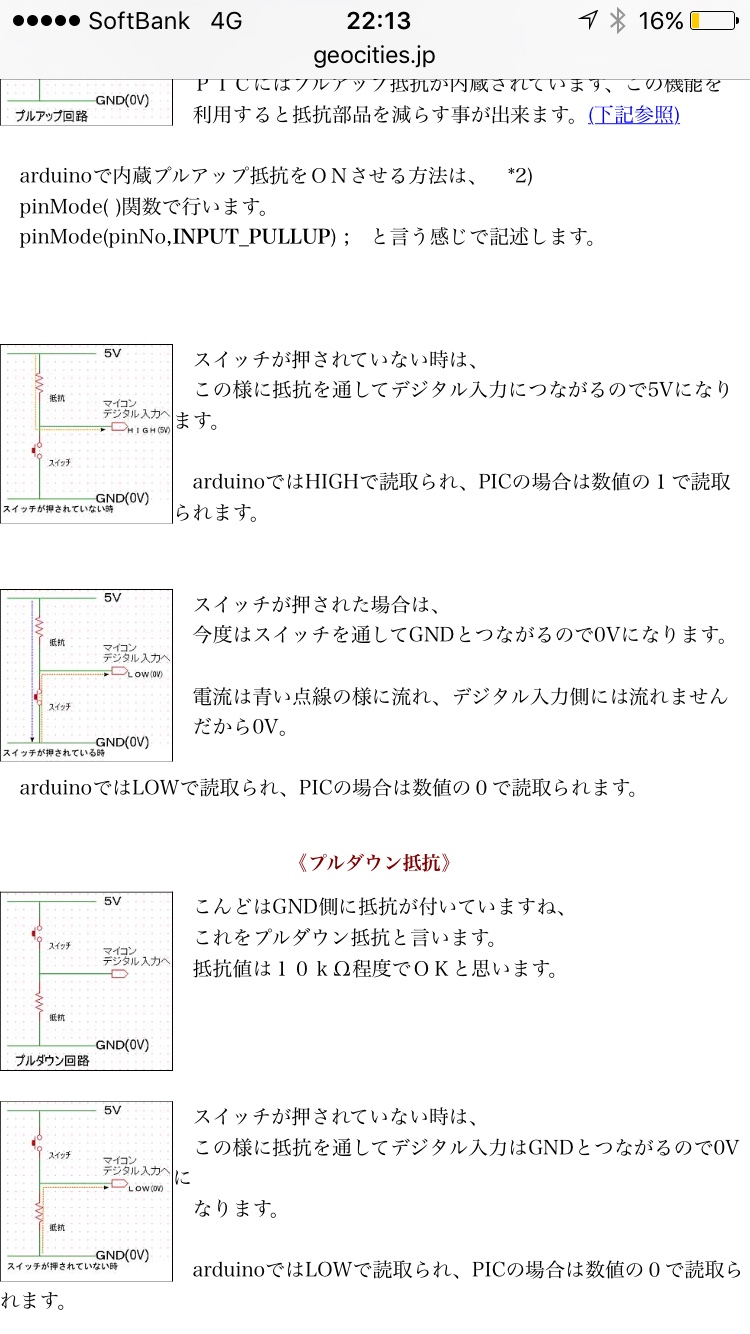 SoftBank 4G 22:13 16%
geocities.jp
GND(0V)
プルアップ回路
ＰＩＣにはプルアップ抵抗が内蔵されています、この機能を
利用すると抵抗部品を減らす事が出来ます。(下記参照)
arduinoで内蔵プルアップ抵抗をＯＮさせる方法は、　*2)
pinMode( )関数で行います。
pinMode(pinNo,INPUT_PULLUP)；　と言う感じで記述します。
5V
抵抗
マイコン
デジタル入力へ
ＨＩＧＨ(5V)
スイッチ
GND(0V)
スイッチが押されていない時
スイッチが押されていない時は、
この様に抵抗を通してデジタル入力につながるので5Vになり
ます。
arduinoではHIGHで読取られ、PICの場合は数値の１で読取
られます。
5V
抵抗
マイコン
デジタル入力へ
LOW(0V)
スイッチ
GND(0V)
スイッチが押されている時
スイッチが押された場合は、
今度はスイッチを通してGNDとつながるので0Vになります。
電流は青い点線の様に流れ、デジタル入力側には流れません
だから0V。
arduinoではLOWで読取られ、PICの場合は数値の０で読取られます。
《プルダウン抵抗》
5V
スイッチ
マイコン
デジタル入力へ
抵抗
GND(0V)
プルダウン回路
こんどはGND側に抵抗が付いていますね、
これをプルダウン抵抗と言います。
抵抗値は１０ｋΩ程度でＯＫと思います。
5V
スイッチ
マイコン
デジタル入力へ
LOW(0V)
抵抗
GND(0V)
スイッチが押されていない時
スイッチが押されていない時は、
この様に抵抗を通してデジタル入力はGNDとつながるので0V
に
なります。
arduinoではLOWで読取られ、PICの場合は数値の０で読取ら
れます。